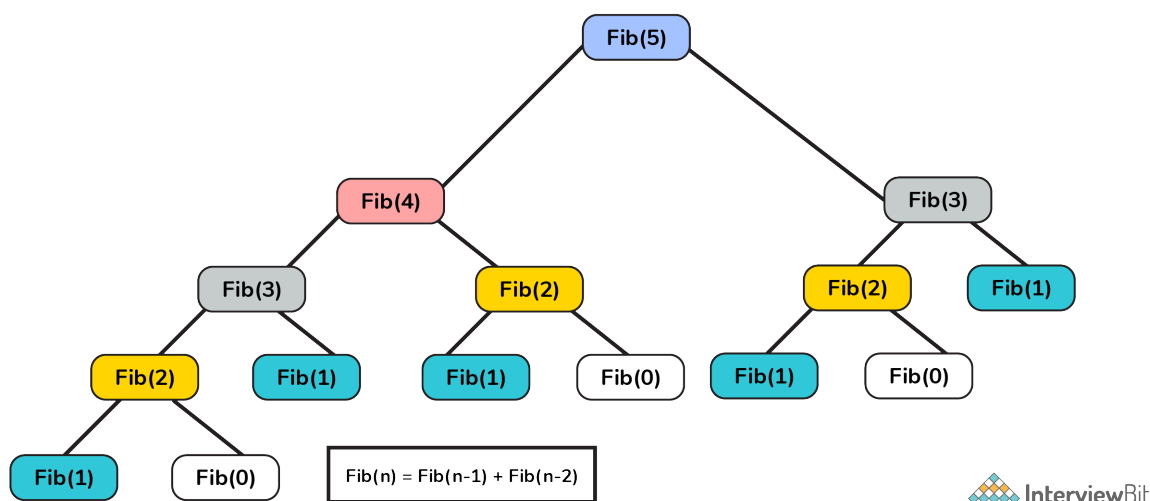 Fib(5)
Fib(4)
Fib(3)
Fib(3)
Fib(2)
Fib(2)
Fib(1)
Fib(2)
Fib(1)
Fib(1)
Fib(0)
Fib(1)
Fib(0)
Fib(1)
Fib(0)
Fib(n) = Fib(n-1) + Fib(n-2)
InterviewBit